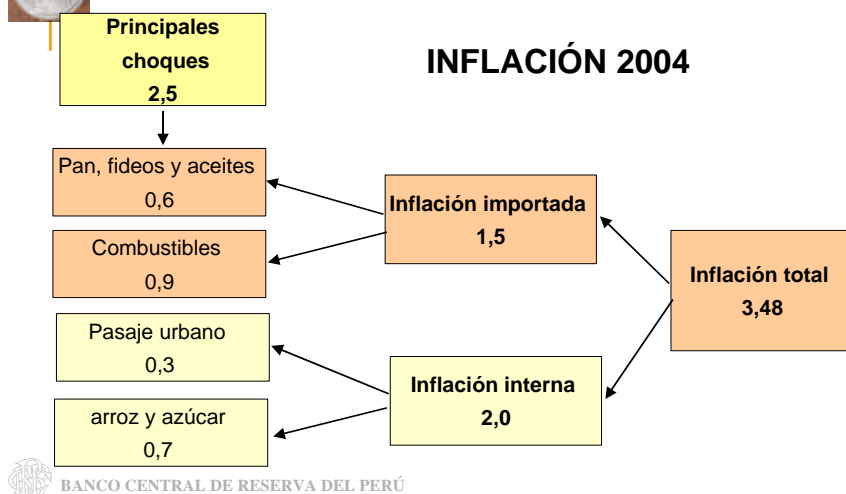 Principales
choques
2,5
INFLACIÓN 2004
Pan, fideos y aceites
0,6
Combustibles
0,9
Inflación importada
1,5
Inflación total
3,48
Pasaje urbano
0,3
arroz y azúcar
0,7
Inflación interna
2,0
BANCO CENTRAL DE RESERVA DEL PERÚ